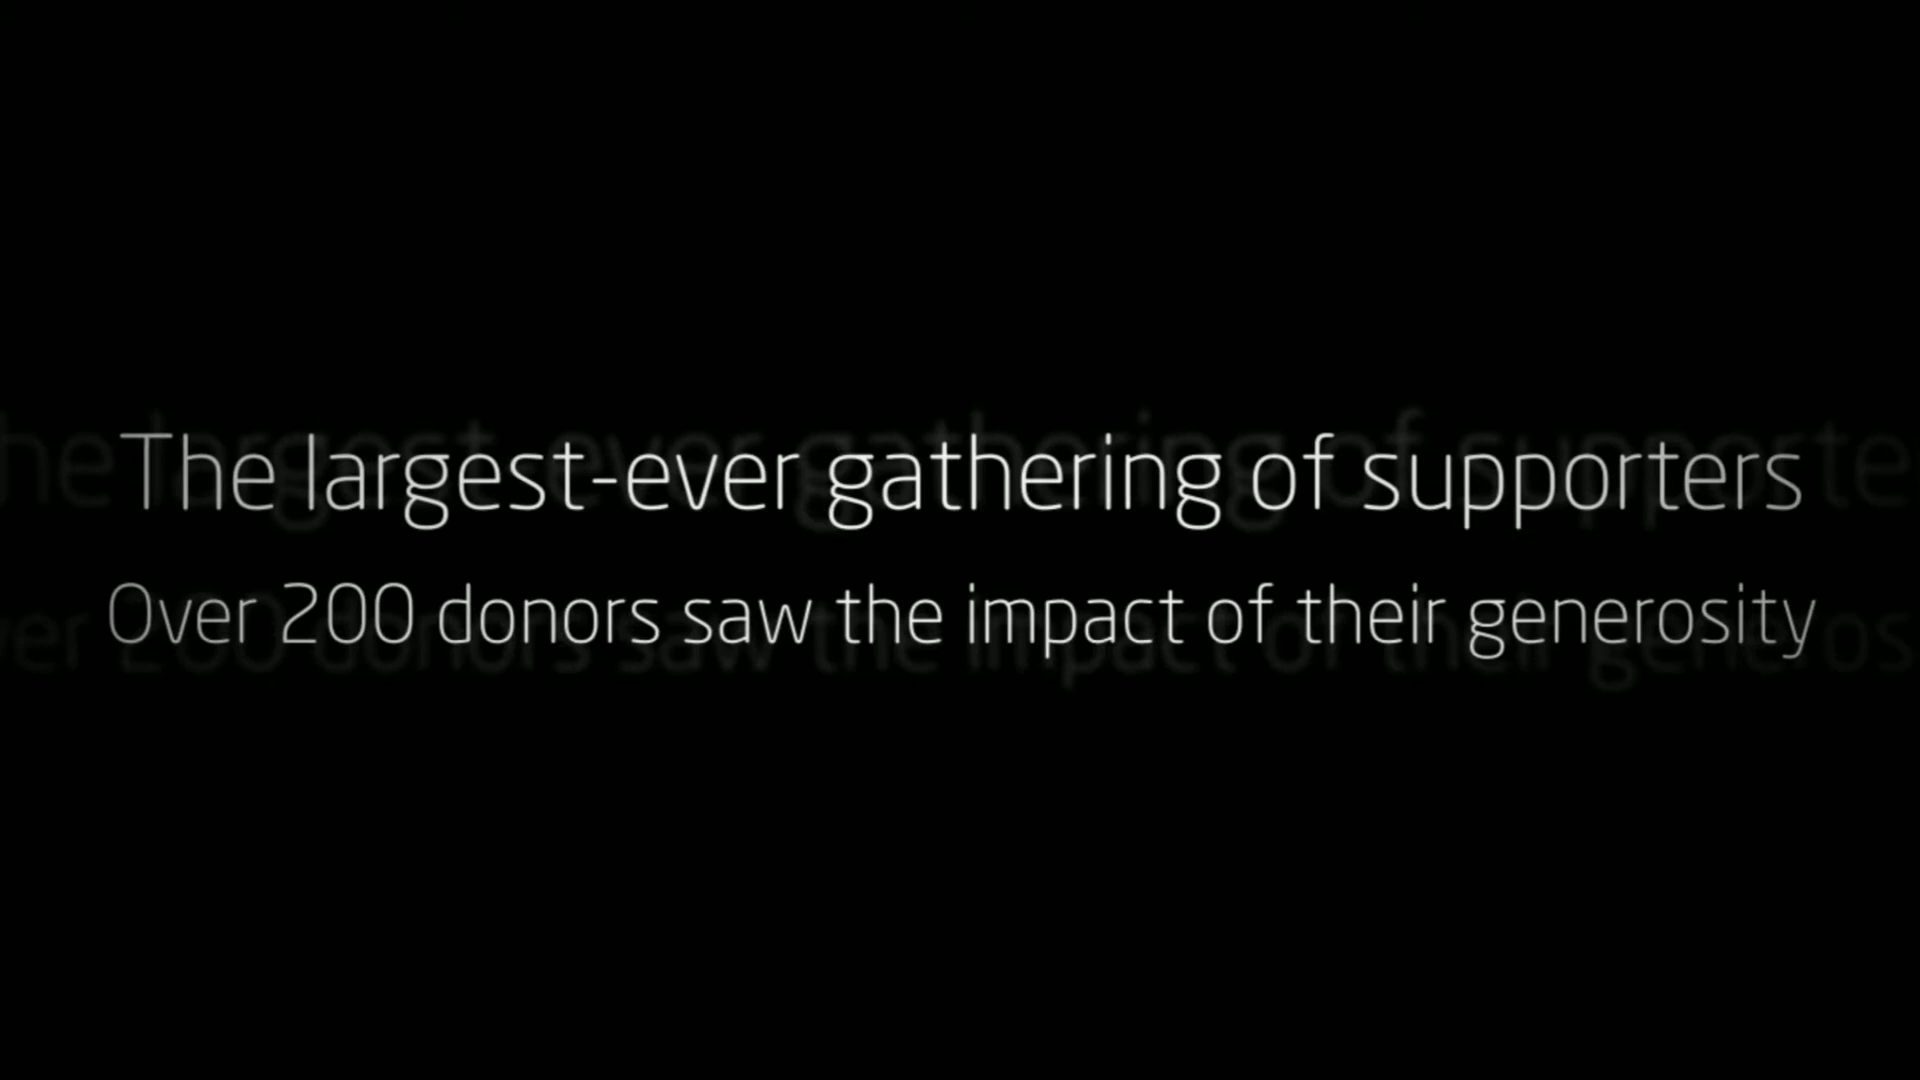 The largest-ever gathering of supporters
Over 200 donors saw the impact of their generosity